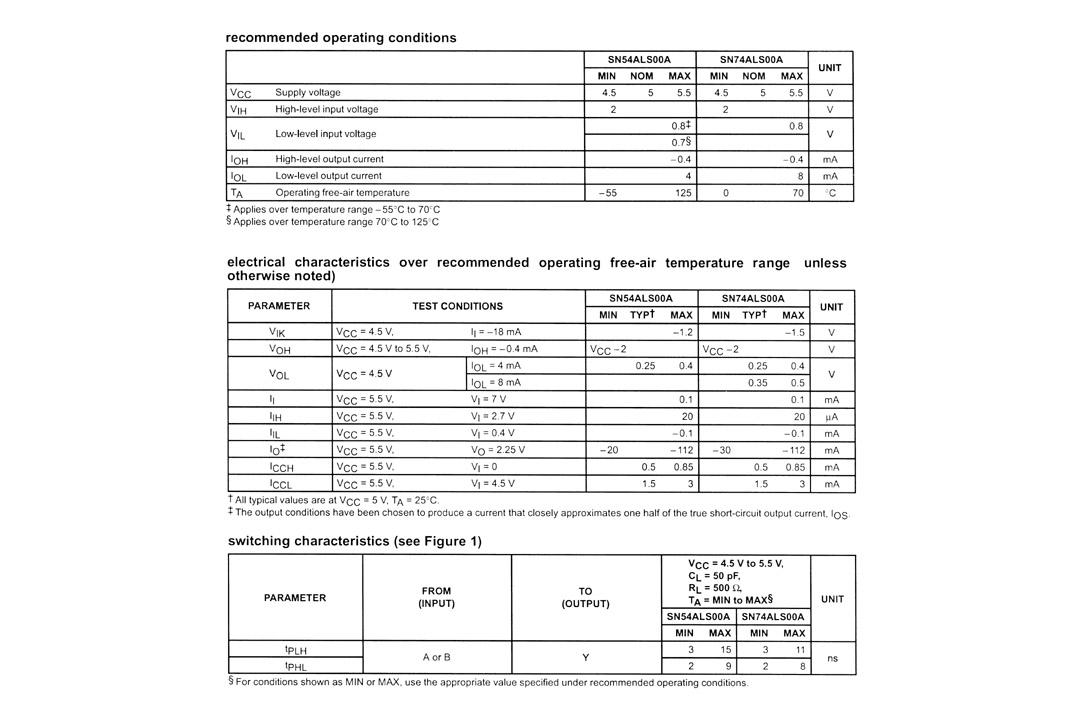 recommended operating conditions
SN54ALS00A SN74ALS00A UNIT
MIN NOM MAX MIN NOM MAX
VCC Supply voltage 4.5 5 5.5 4.5 5 5.5 V
VIH High-level input voltage 2 2 V
VIL Low-level input voltage 0.8‡ 0.8 V
0.7§
IOH High-level output current −0.4 −0.4 mA
IOL Low-level output current 4 8 mA
TA Operating free-air temperature −55 125 0 70 °C
‡ Applies over temperature range −55°C to 70°C
§ Applies over temperature range 70°C to 125°C
electrical characteristics over recommended operating free-air temperature range unless
otherwise noted)
PARAMETER TEST CONDITIONS SN54ALS00A SN74ALS00A UNIT
MIN TYP† MAX MIN TYP† MAX
VIK VCC = 4.5 V, II = −18 mA −1.2 −1.5 V
VOH VCC = 4.5 V to 5.5 V, IOH = −0.4 mA VCC −2 VCC −2 V
VOL VCC = 4.5 V IOL = 4 mA 0.25 0.4 0.25 0.4 V
IOL = 8 mA 0.35 0.5
II VCC = 5.5 V, VI = 7 V 0.1 0.1 mA
IIH VCC = 5.5 V, VI = 2.7 V 20 20 µA
IIL VCC = 5.5 V, VI = 0.4 V −0.1 −0.1 mA
IO‡ VCC = 5.5 V, VO = 2.25 V −20 −112 −30 −112 mA
ICCH VCC = 5.5 V, VI = 0 0.5 0.85 0.5 0.85 mA
ICCL VCC = 5.5 V, VI = 4.5 V 1.5 3 1.5 3 mA
† All typical values are at VCC = 5 V, TA = 25°C.
‡ The output conditions have been chosen to produce a current that closely approximates one half of the true short-circuit output current, IOS.
switching characteristics (see Figure 1)
PARAMETER FROM (INPUT) TO (OUTPUT) VCC = 4.5 V to 5.5 V, UNIT
CL = 50 pF,
RL = 500 Ω,
TA = MIN to MAX§
SN54ALS00A SN74ALS00A
MIN MAX MIN MAX
tPLH A or B Y 3 15 3 11 ns
tPHL 2 9 2 8
§ For conditions shown as MIN or MAX, use the appropriate value specified under recommended operating conditions.